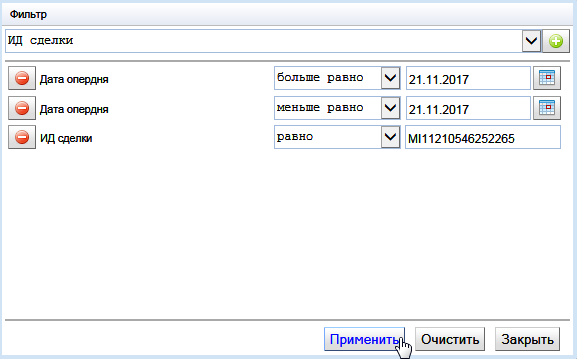 Фильтр
ИД сделки
Дата опердня больше равно 21.11.2017
Дата опердня меньше равно 21.11.2017
ИД сделки равно MI11210546252265
Применить Очистить Закрыть